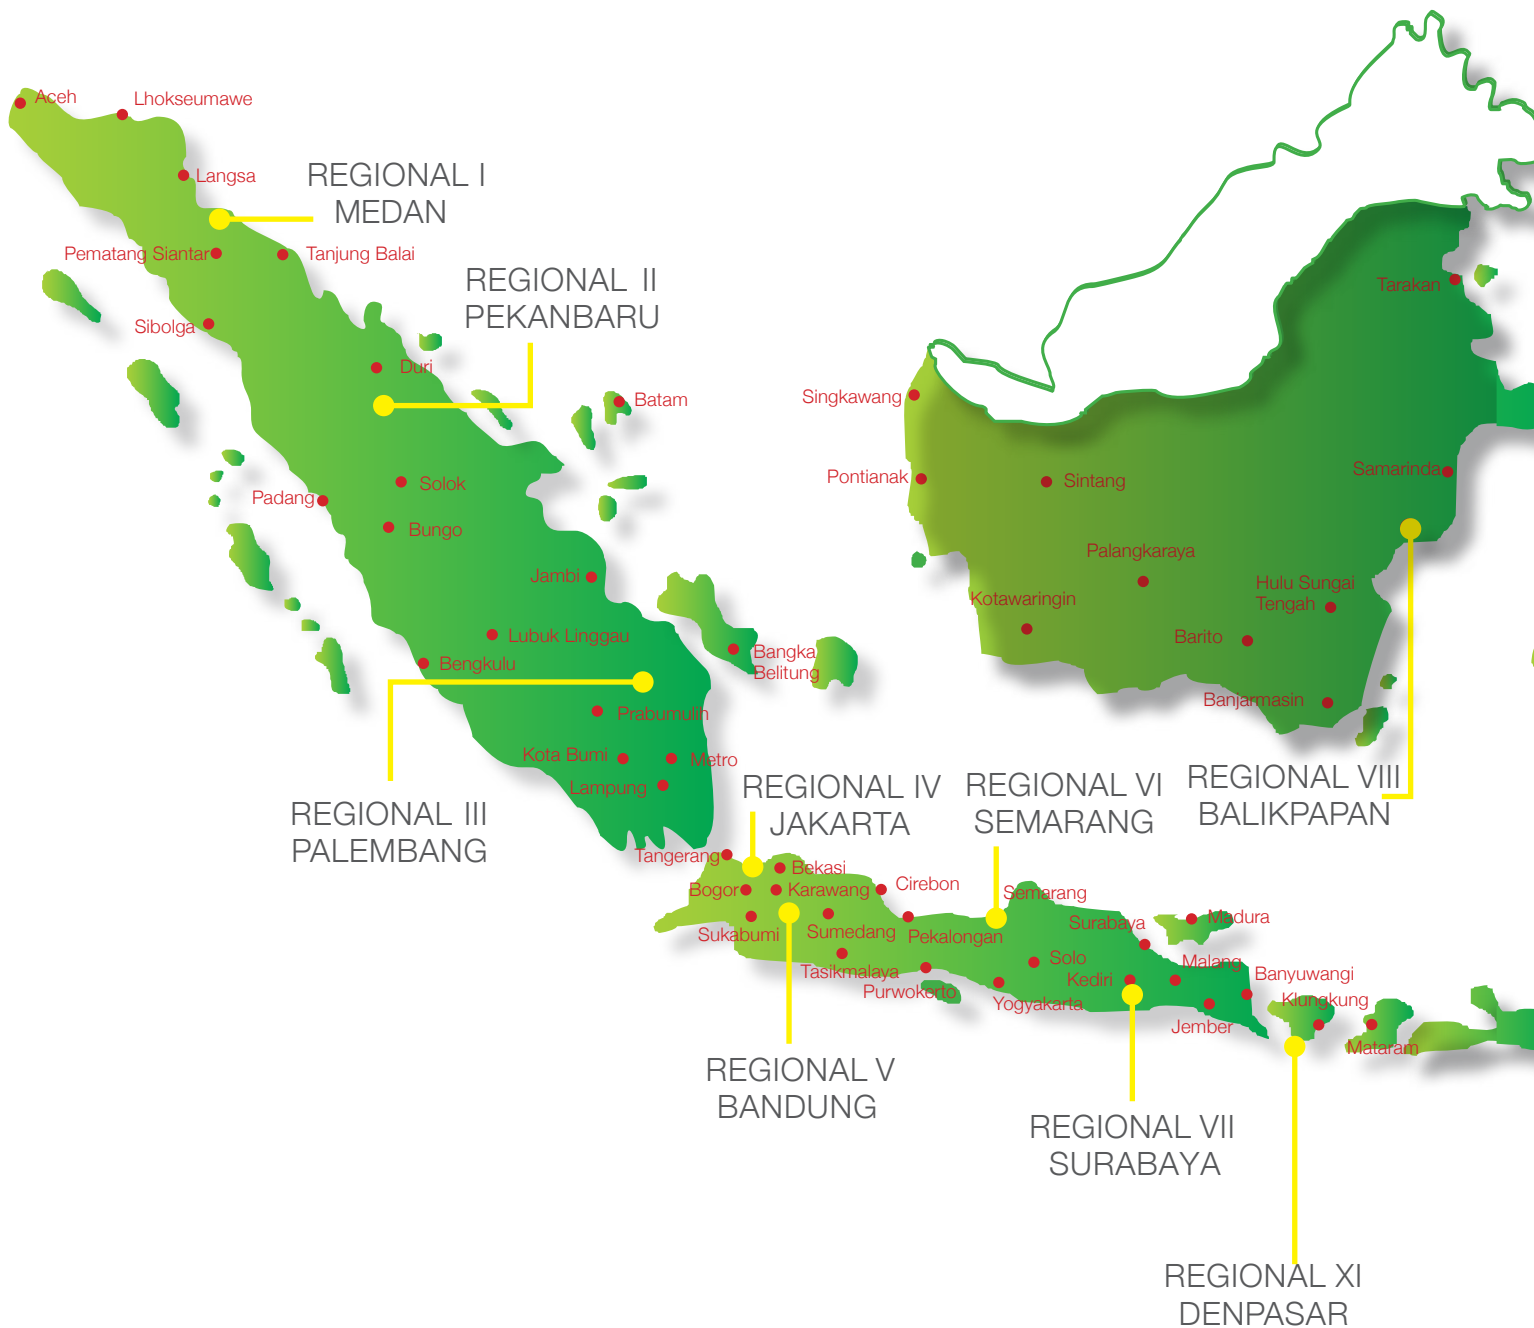 Aceh
Lhokseumawe
Langsa
REGIONAL I
MEDAN
Pematang Siantar
Tanjung Balai
REGIONAL II
PEKANBARU
Sibolga
Duri
Batam
Solok
Padang
Bungo
Jambi
Lubuk Linggau
Bengkulu
Bangka
Belitung
Prabumulih
Kota Bumi
Metro
Lampung
REGIONAL III
PALEMBANG
Tarakan
Singkawang
Pontianak
Sintang
Samarinda
Palangkaraya
Kotawaringin
Hulu Sungai
Tengah
Barito
Banjarmasin
REGIONAL IV
JAKARTA
REGIONAL VI
SEMARANG
REGIONAL VIII
BALIKPAPAN
Tangerang
Bekasi
Bogor
Karawang
Cirebon
Semarang
Sukabumi
Sumedang
Pekalongan
Surabaya
Madura
Tasikmalaya
Solo
Kediri
Malang
Banyuwangi
Purwokerto
Yogyakarta
Klungkung
Jember
Mataram
REGIONAL V
BANDUNG
REGIONAL VII
SURABAYA
REGIONAL XI
DENPASAR